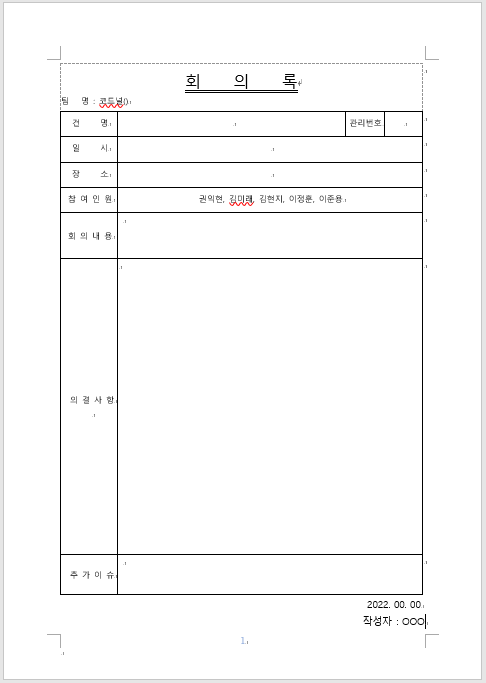 회 의 록
팀 명 : 코드널()
건 명
관리번호
일 시
장 소
참 여 인 원
권익현, 김미래, 김현지, 이정훈, 이준용
회 의 내 용
의 결 사 항
추 가 이 슈
2022. 00. 00
작성자 : OOO
1